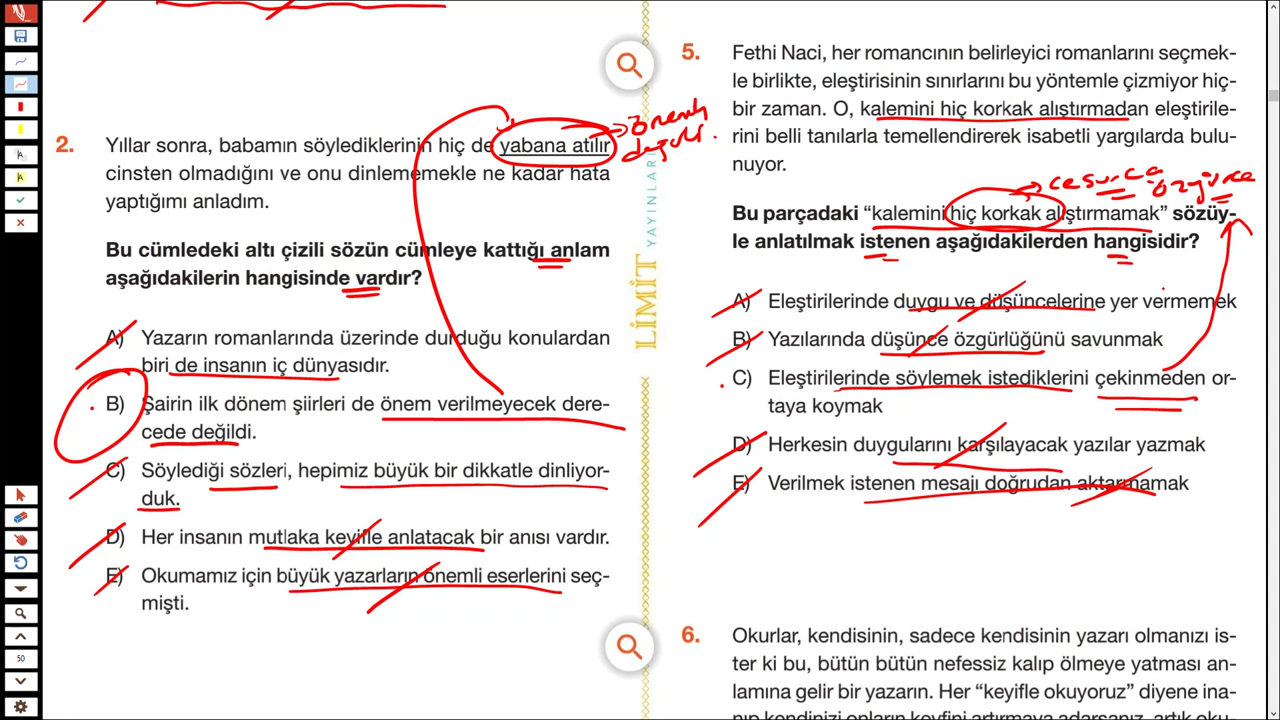 2.
Yıllar sonra, babamın söylediklerinin hiç de yabana atılır
cinsten olmadığını ve onu dinlememekle ne kadar hata
yaptığımı anladım.
önemli
değil.
Bu cümledeki altı çizili sözün cümleye kattığı anlam
aşağıdakilerin hangisinde vardır?
A) Yazarın romanlarında üzerinde durduğu konulardan
biri de insanın iç dünyasıdır.
B) Şairin ilk dönem şiirleri de önem verilmeyecek dere-
cede değildi.
C) Söylediği sözleri, hepimiz büyük bir dikkatle dinliyor-
duk.
D) Her insanın mutlaka keyifle anlatacak bir anısı vardır.
E) Okumamız için büyük yazarların önemli eserlerini seç-
mişti.
LİMİT YAYINLARI
5.
Fethi Naci, her romancının belirleyici romanlarını seçmek-
le birlikte, eleştirisinin sınırlarını bu yöntemle çizmiyor hiç-
bir zaman. O, kalemini hiç korkak alıştırmadan eleştirile-
rini belli tanılarla temellendirerek isabetli yargılarda bulu-
nuyor.
cesurca
özgürce
Bu parçadaki “kalemini hiç korkak alıştırmamak” sözüy-
le anlatılmak istenen aşağıdakilerden hangisidir?
A) Eleştirilerinde duygu ve düşüncelerine yer vermemek
B) Yazılarında düşünce özgürlüğünü savunmak
C) Eleştirilerinde söylemek istediklerini çekinmeden or-
taya koymak
D) Herkesin duygularını karşılayacak yazılar yazmak
E) Verilmek istenen mesajı doğrudan aktarmamak
6.
Okurlar, kendisinin, sadece kendisinin yazarı olmanızı is-
ter ki bu, bütün bütün nefessiz kalıp ölmeye yatması an-
lamına gelir bir yazarın. Her “keyifle okuyoruz” diyene ina-
nıp kendinizi onların keyfini artırmaya adarsanız, artık oku-
50